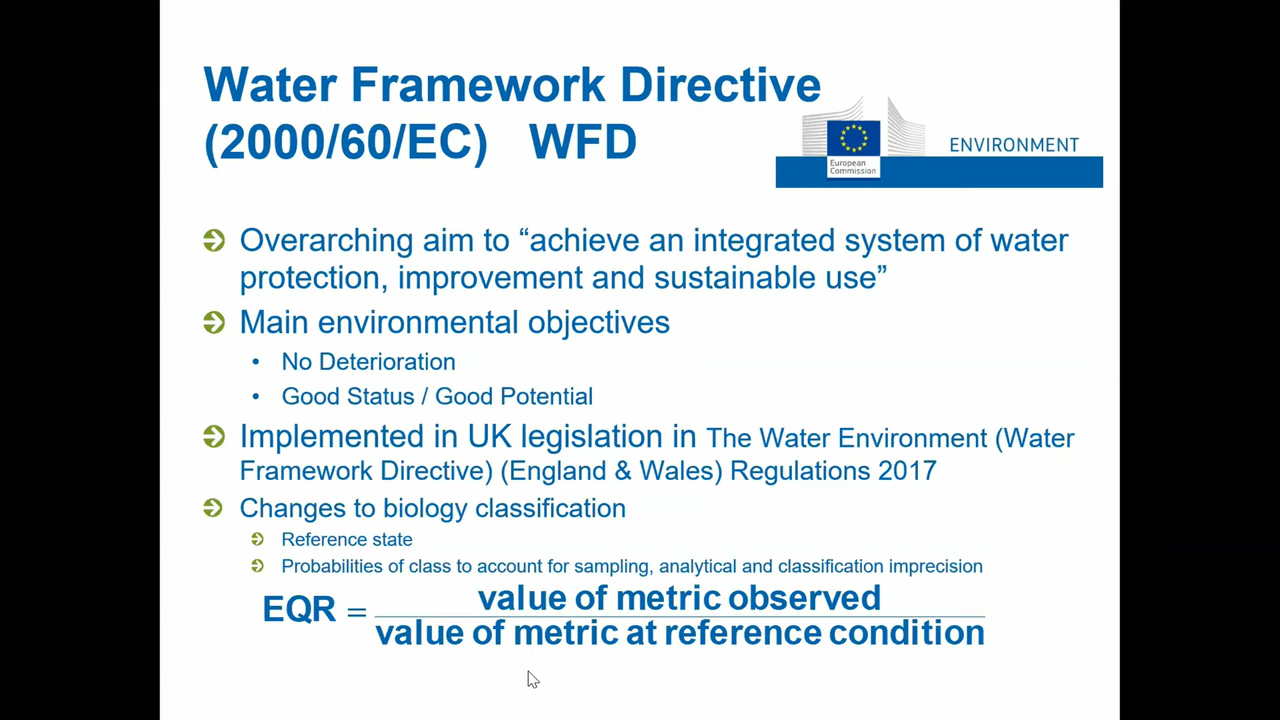 Water Framework Directive
(2000/60/EC) WFD
European
Commission
ENVIRONMENT
Overarching aim to “achieve an integrated system of water
protection, improvement and sustainable use”
Main environmental objectives
• No Deterioration
• Good Status / Good Potential
Implemented in UK legislation in The Water Environment (Water
Framework Directive) (England & Wales) Regulations 2017
Changes to biology classification
Reference state
Probabilities of class to account for sampling, analytical and classification imprecision
EQR = value of metric observed
value of metric at reference condition